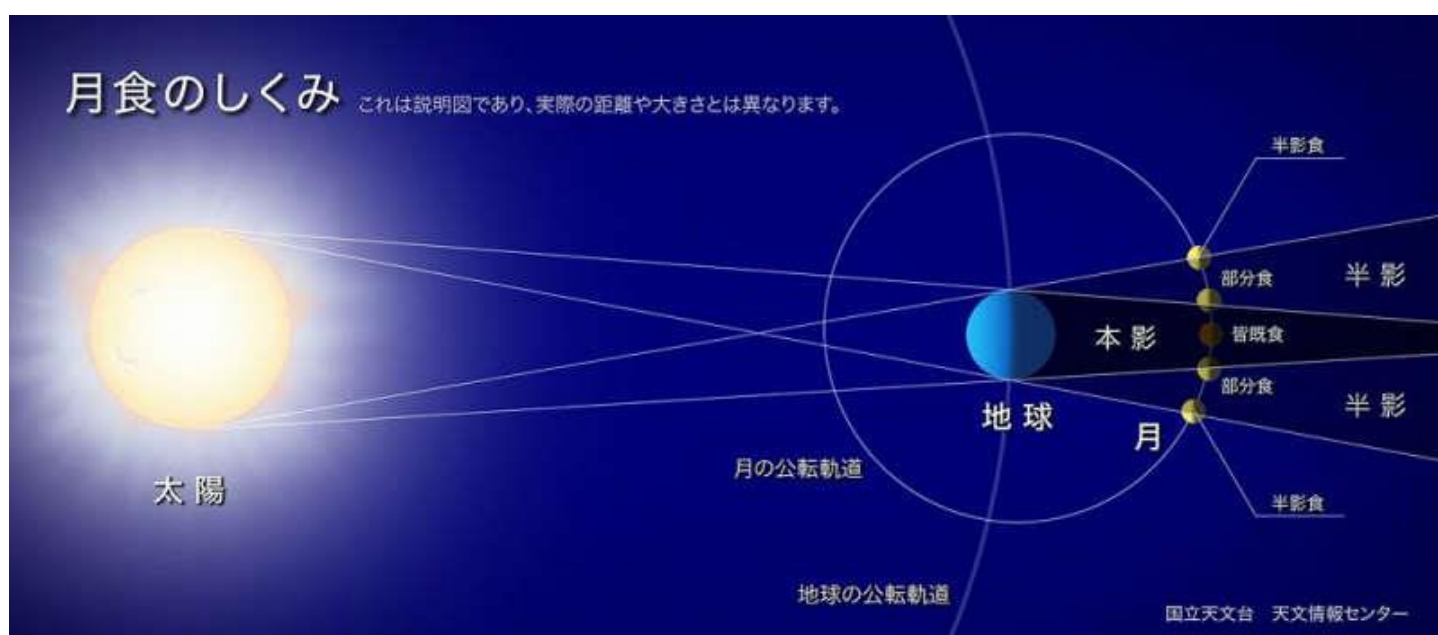 月食のしくみ これは説明図であり、実際の距離や大きさとは異なります。
半影食
部分食
半影
本影
皆既食
部分食
半影
地球
月
月の公転軌道
太陽
半影食
地球の公転軌道
国立天文台 天文情報センター